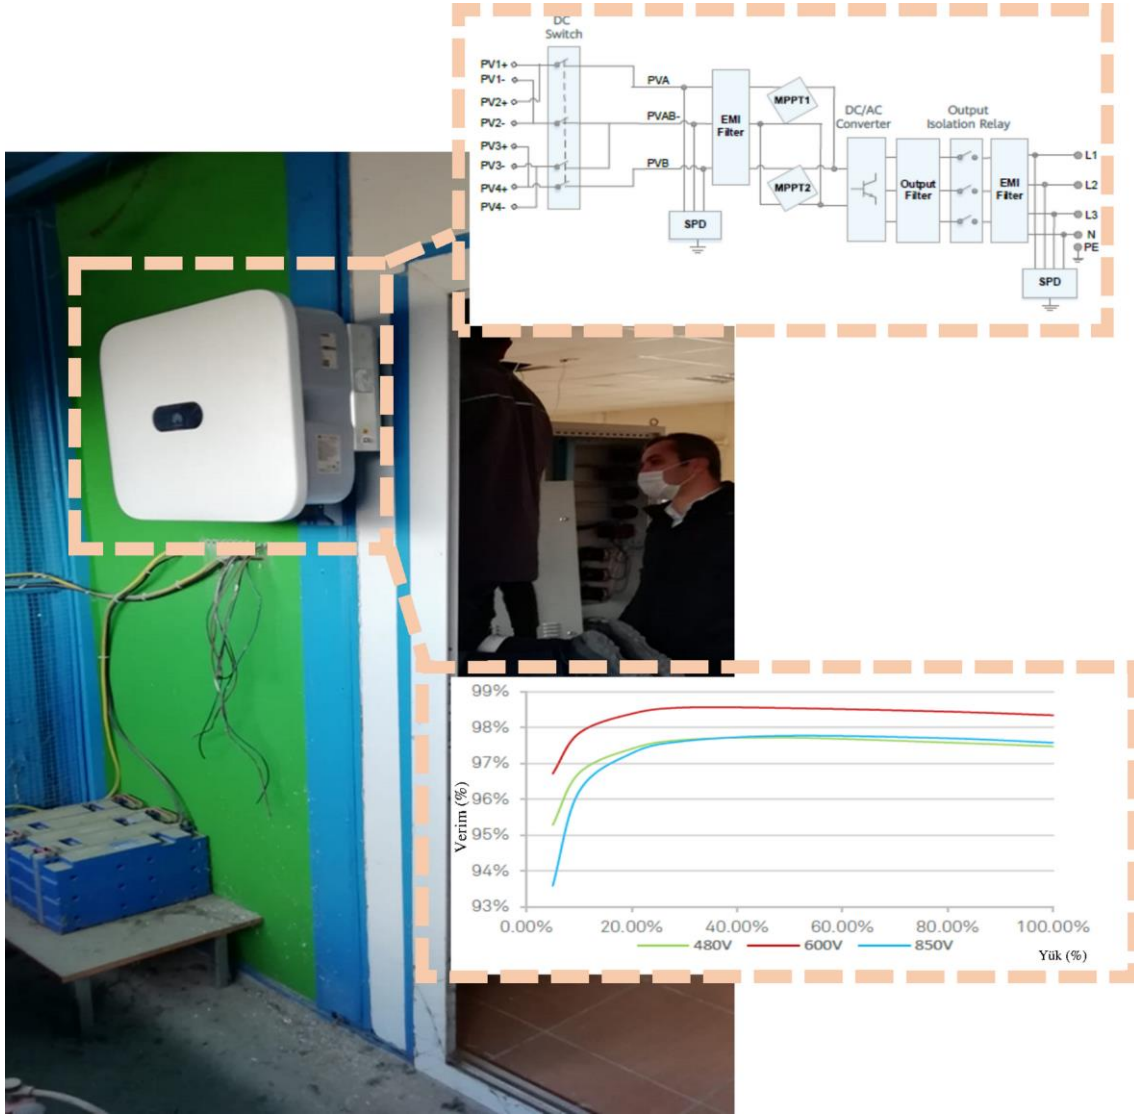 DC
Switch
PV1+
PV1-
PV2+
PV2-
PV3+
PV3-
PV4+
PV4-
PVA
PVAB-
PVB
SPD
EMI
Filter
MPPT1
MPPT2
DC/AC
Converter
Output
Filter
Output
Isolation Relay
EMI
Filter
L1
L2
L3
N
PE
SPD
99%
98%
97%
96%
95%
94%
93%
Verim (%)
0.00%
20.00%
40.00%
60.00%
80.00%
100.00%
480V
600V
850V
Yük (%)